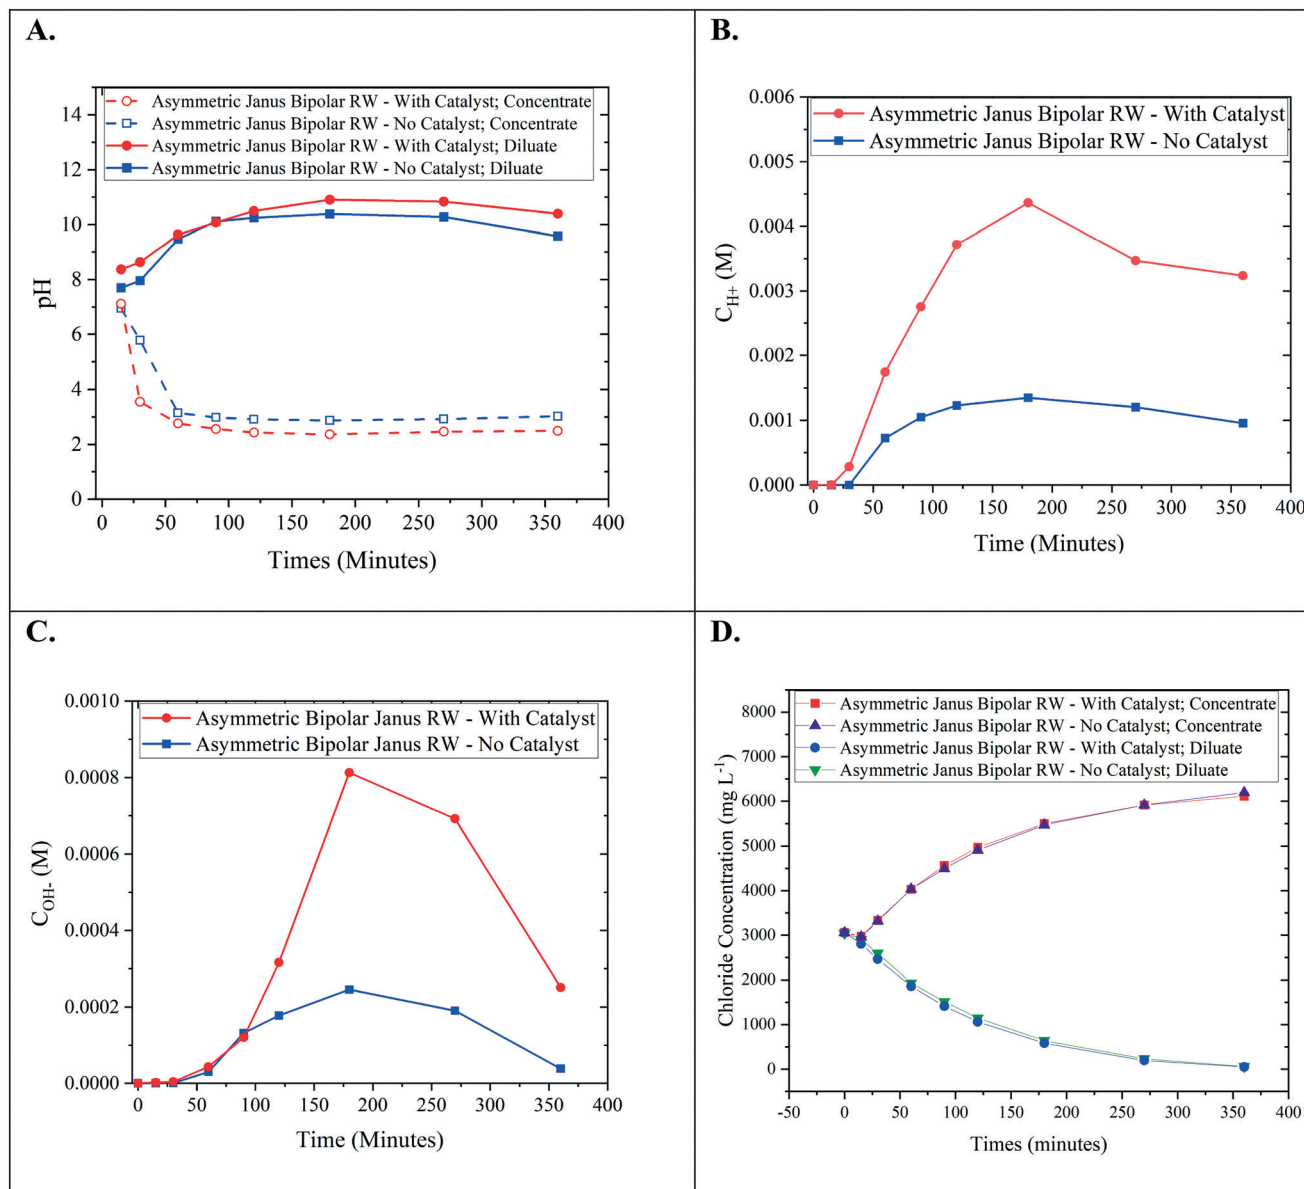 A.
Asymmetric Janus Bipolar RW - With Catalyst; Concentrate
Asymmetric Janus Bipolar RW - No Catalyst; Concentrate
Asymmetric Janus Bipolar RW - With Catalyst; Diluate
Asymmetric Janus Bipolar RW - No Catalyst; Diluate
14
12
10
8
6
4
2
0
pH
0 50 100 150 200 250 300 350 400
Times (Minutes)
B.
Asymmetric Janus Bipolar RW - With Catalyst
Asymmetric Janus Bipolar RW - No Catalyst
0.006
0.005
0.004
0.003
0.002
0.001
0.000
C_H+ (M)
0 50 100 150 200 250 300 350 400
Time (Minutes)
C.
Asymmetric Bipolar Janus RW - With Catalyst
Asymmetric Bipolar Janus RW - No Catalyst
0.0010
0.0008
0.0006
0.0004
0.0002
0.0000
C_OH- (M)
0 50 100 150 200 250 300 350 400
Time (Minutes)
D.
Asymmetric Janus Bipolar RW - With Catalyst; Concentrate
Asymmetric Janus Bipolar RW - No Catalyst; Concentrate
Asymmetric Janus Bipolar RW - With Catalyst; Diluate
Asymmetric Janus Bipolar RW - No Catalyst; Diluate
8000
7000
6000
5000
4000
3000
2000
1000
0
Chloride Concentration (mg L⁻¹)
-50 0 50 100 150 200 250 300 350 400
Times (minutes)